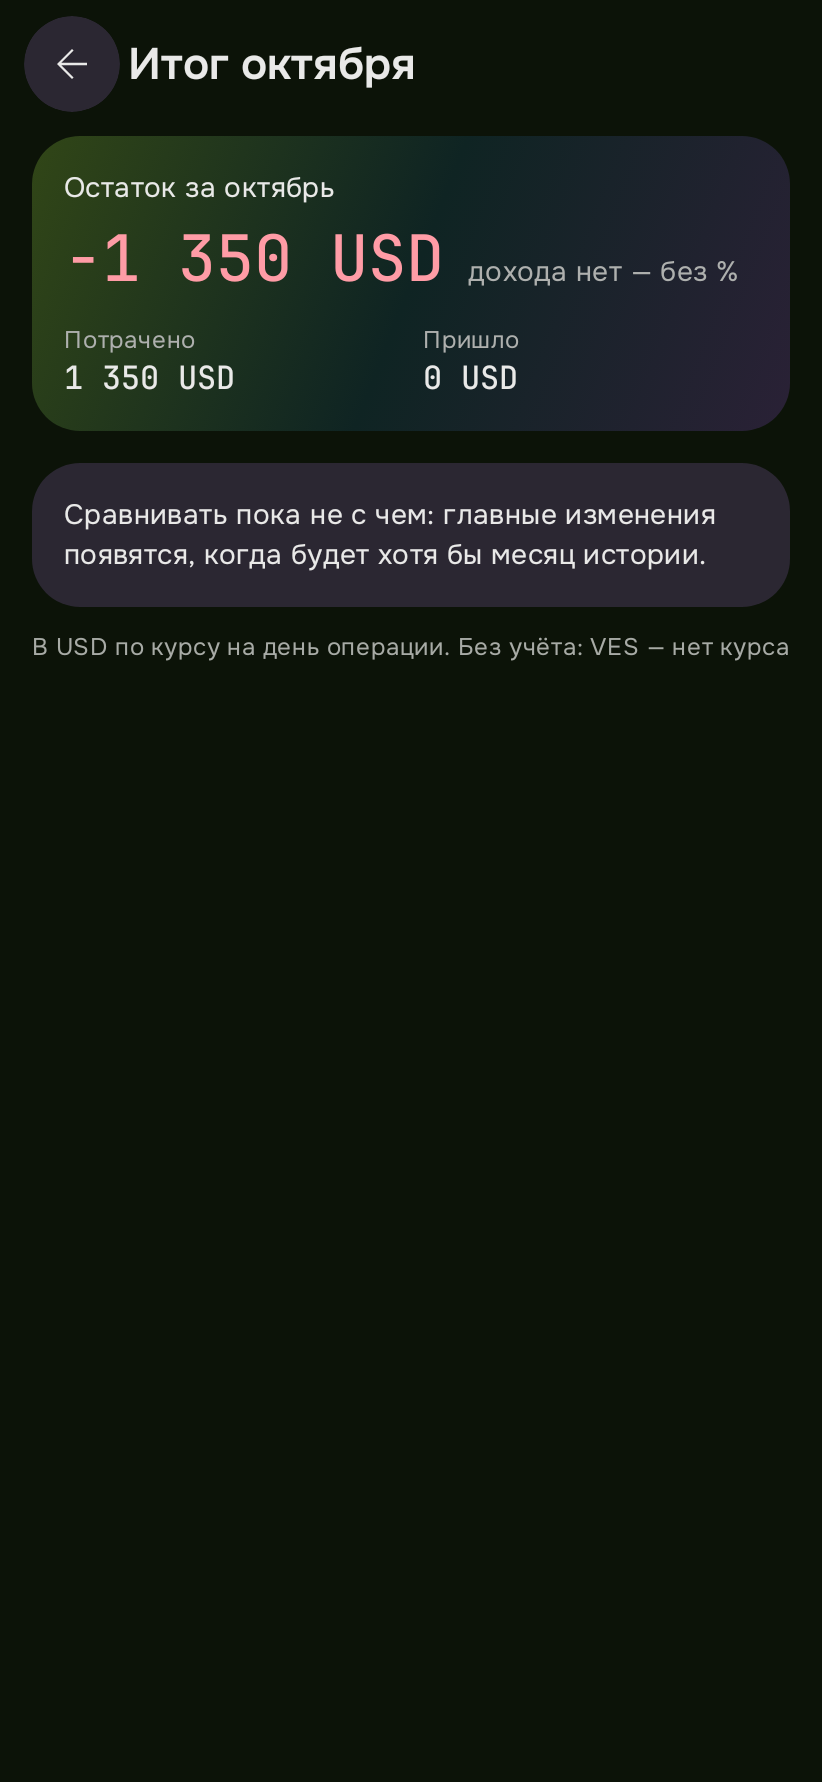 Итог октября
Остаток за октябрь
-1 350 USD дохода нет — без %
Потрачено Пришло
1 350 USD 0 USD
Сравнивать пока не с чем: главные изменения
появятся, когда будет хотя бы месяц истории.
В USD по курсу на день операции. Без учёта: VES — нет курса